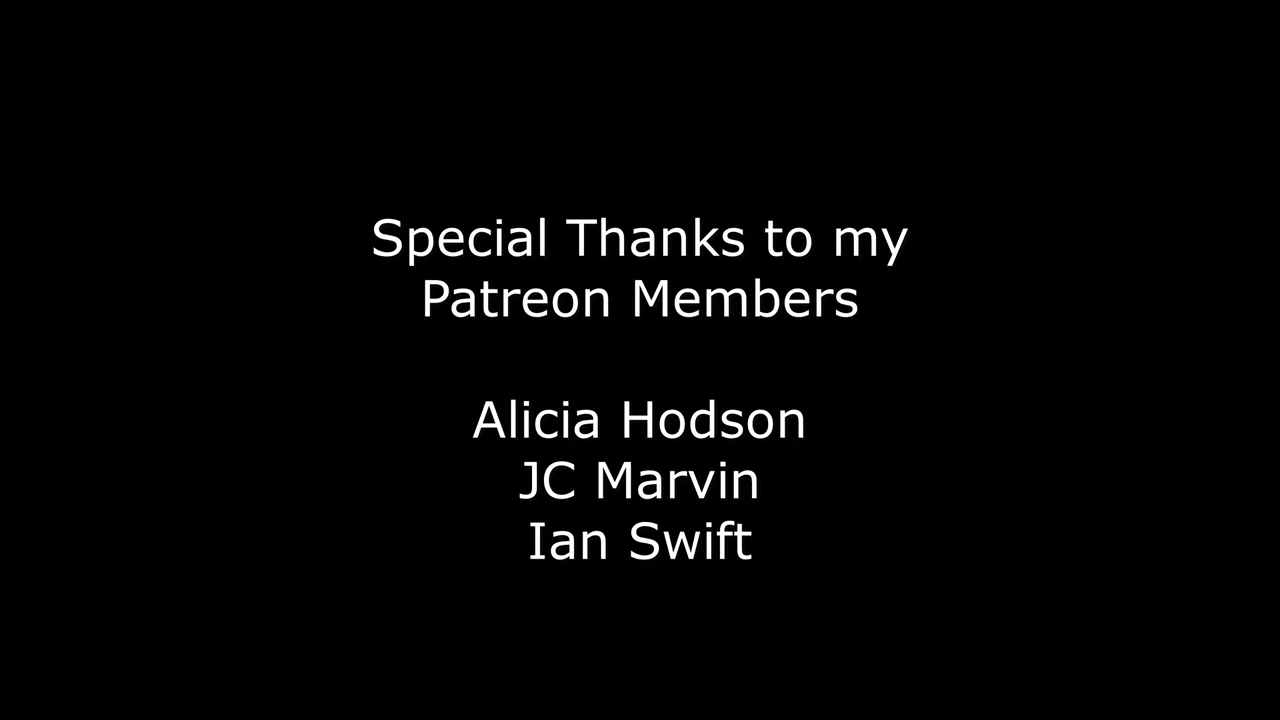 Special Thanks to my
Patreon Members
Alicia Hodson
JC Marvin
Ian Swift